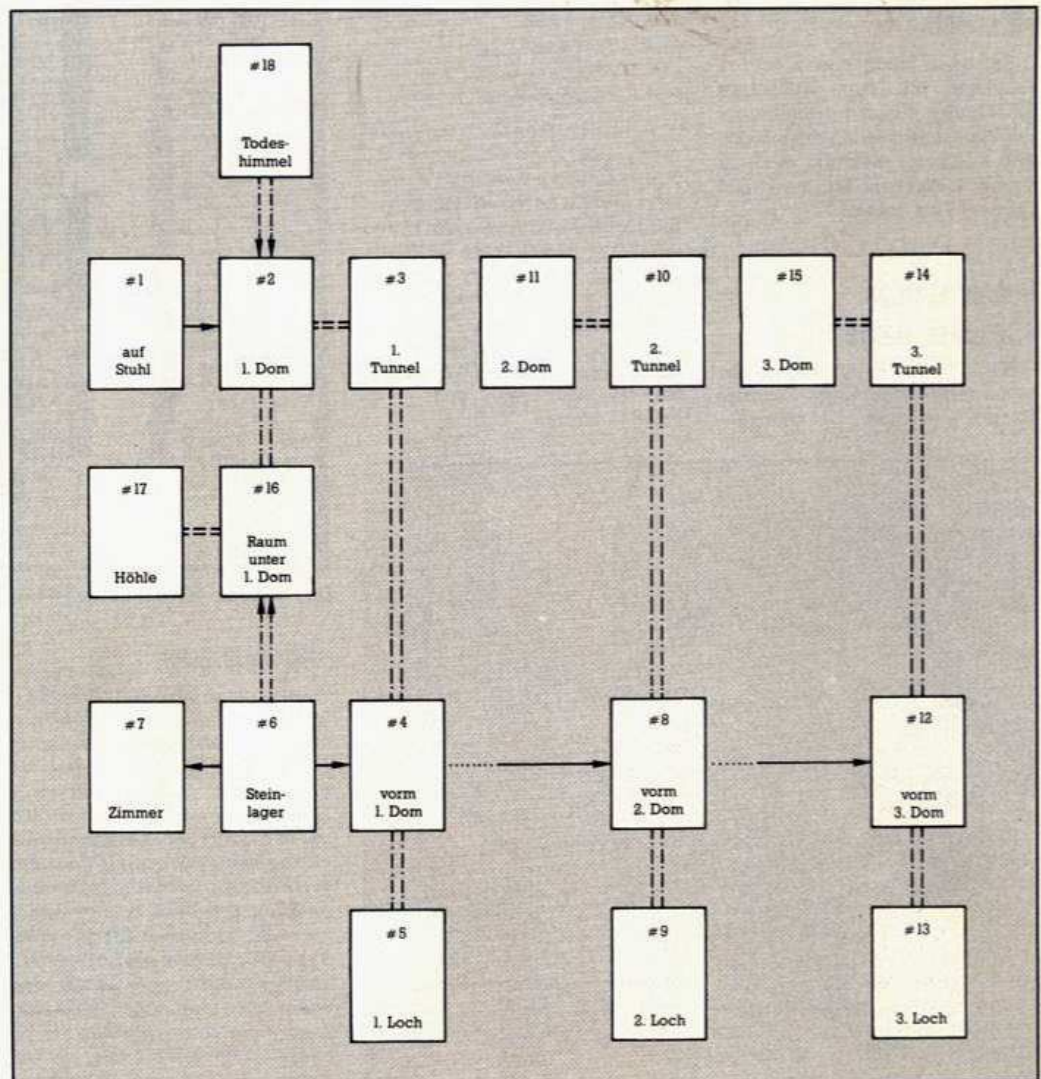 #18
Todes-
himmel
#1
auf
Stuhl
#2
1. Dom
#3
1.
Tunnel
#11
2. Dom
#10
2.
Tunnel
#15
3. Dom
#14
3.
Tunnel
#17
Höhle
#16
Raum
unter
1. Dom
#7
Zimmer
#6
Stein-
lager
#4
vorm
1. Dom
#8
vorm
2. Dom
#12
vorm
3. Dom
#5
1. Loch
#9
2. Loch
#13
3. Loch